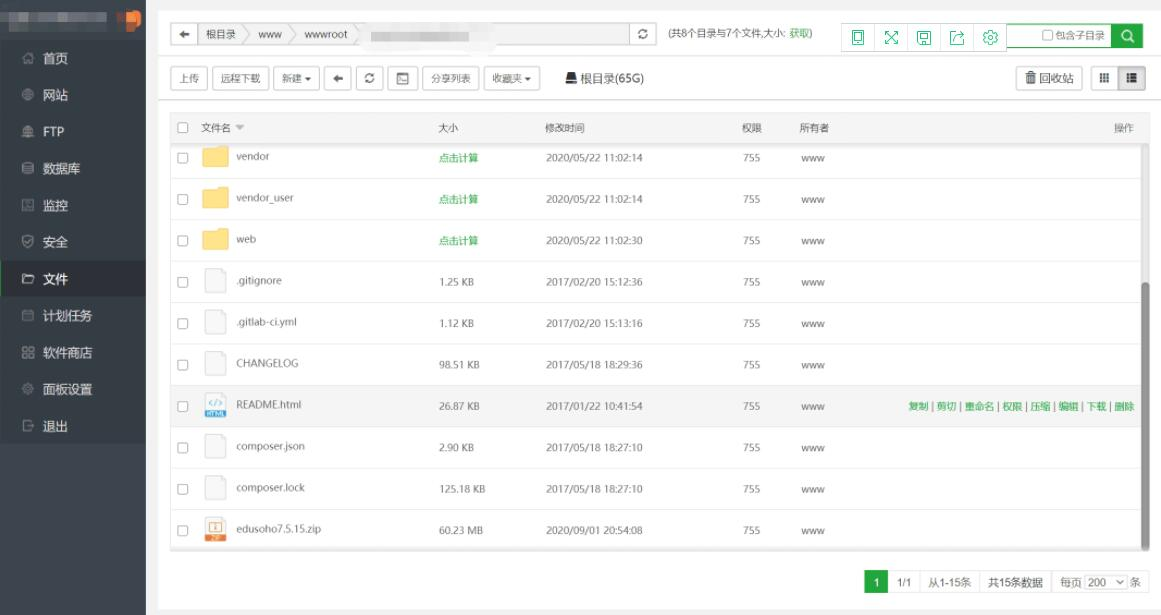 根目录 www wwwroot (共8个目录与7个文件,大小: 获取) 包含子目录
上传 远程下载 新建 分享列表 收藏夹 根目录(65G) 回收站
首页
网站
FTP
数据库
监控
安全
文件
计划任务
软件商店
面板设置
退出
文件名 大小 修改时间 权限 所有者 操作
vendor 点击计算 2020/05/22 11:02:14 755 www
vendor_user 点击计算 2020/05/22 11:02:14 755 www
web 点击计算 2020/05/22 11:02:30 755 www
.gitignore 1.25 KB 2017/02/20 15:12:36 755 www
.gitlab-ci.yml 1.12 KB 2017/02/20 15:13:16 755 www
CHANGELOG 98.51 KB 2017/05/18 18:29:36 755 www
HTML README.html 26.87 KB 2017/01/22 10:41:54 755 www 复制 | 剪切 | 重命名 | 权限 | 压缩 | 编辑 | 下载 | 删除
composer.json 2.90 KB 2017/05/18 18:27:10 755 www
composer.lock 125.18 KB 2017/05/18 18:27:10 755 www
ZIP edusoho7.5.15.zip 60.23 MB 2020/09/01 20:54:08 755 www
1 1/1 从1-15条 共15条数据 每页 200 条